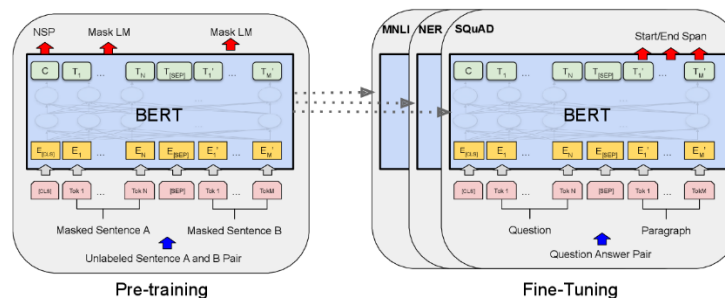 NSP Mask LM Mask LM
C T1 ... TN T[SEP] T1' ... TM'
BERT
E[CLS] E1 ... EN E[SEP] E1' ... EM'
[CLS] Tok 1 ... Tok N [SEP] Tok 1 ... TokM
Masked Sentence A Masked Sentence B
Unlabeled Sentence A and B Pair
Pre-training
MNLI NER SQuAD
Start/End Span
C T1 ... TN T[SEP] T1' ... TM'
BERT
E[CLS] E1 ... EN E[SEP] E1' ... EM'
[CLS] Tok 1 ... Tok N [SEP] Tok 1 ... TokM
Question Paragraph
Question Answer Pair
Fine-Tuning